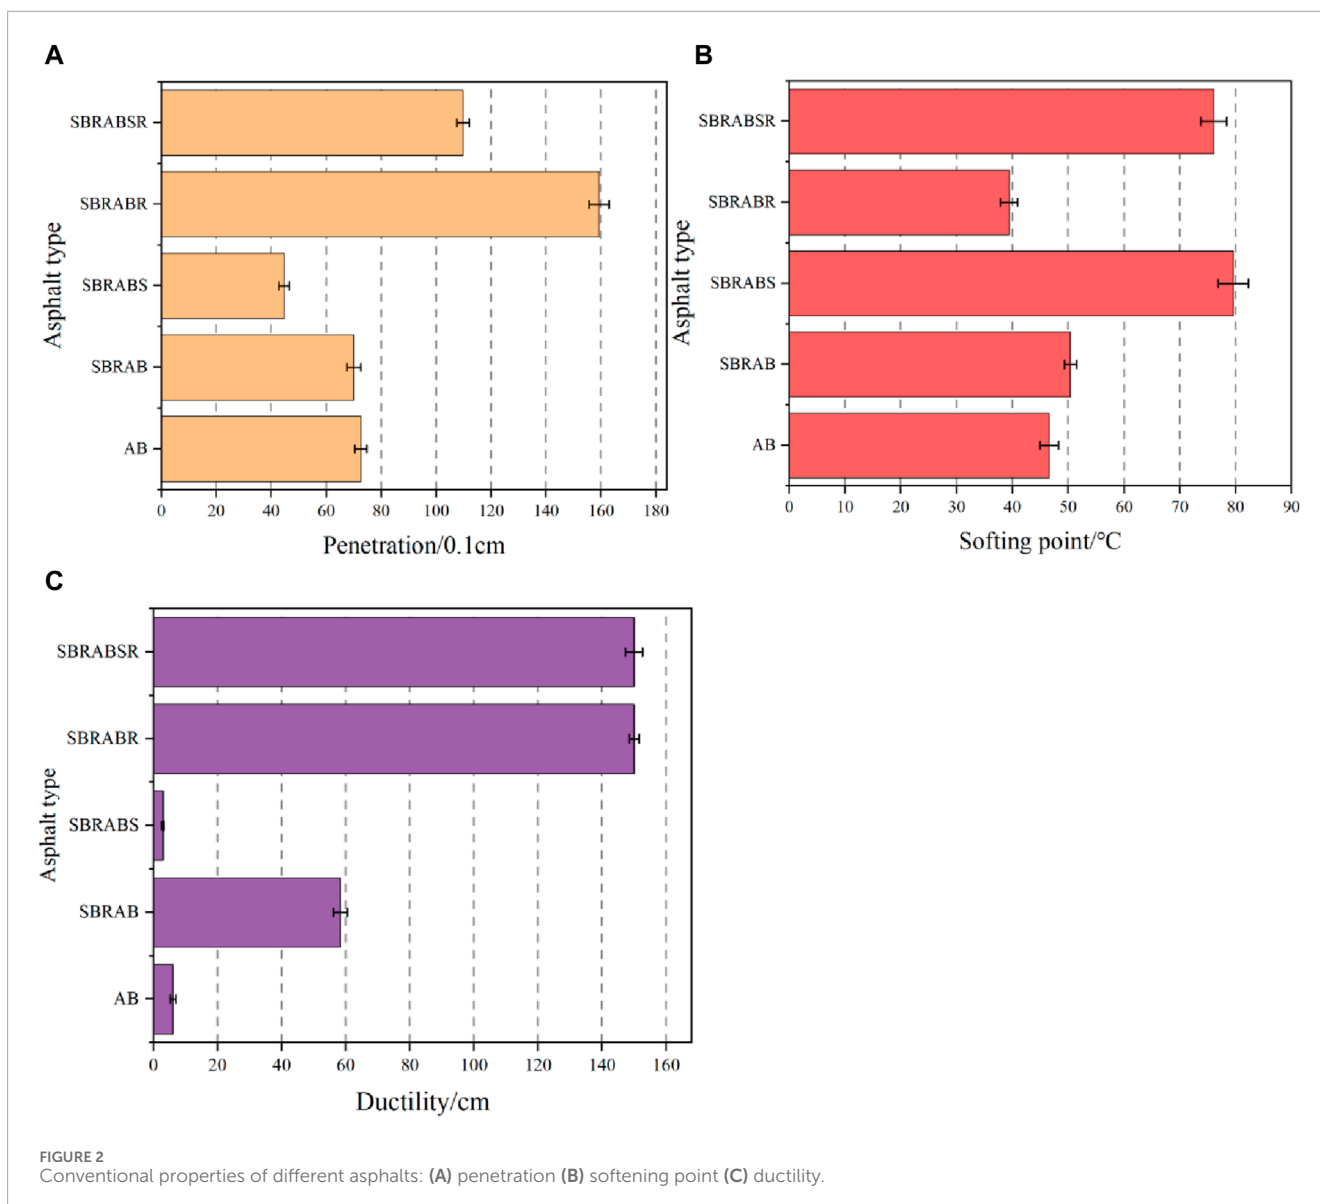 A
Asphalt type
SBRABSR
SBRABR
SBRABS
SBRAB
AB
0 20 40 60 80 100 120 140 160 180
Penetration/0.1cm
B
Asphalt type
SBRABSR
SBRABR
SBRABS
SBRAB
AB
0 10 20 30 40 50 60 70 80 90
Softing point/°C
C
Asphalt type
SBRABSR
SBRABR
SBRABS
SBRAB
AB
0 20 40 60 80 100 120 140 160
Ductility/cm
FIGURE 2
Conventional properties of different asphalts: (A) penetration (B) softening point (C) ductility.